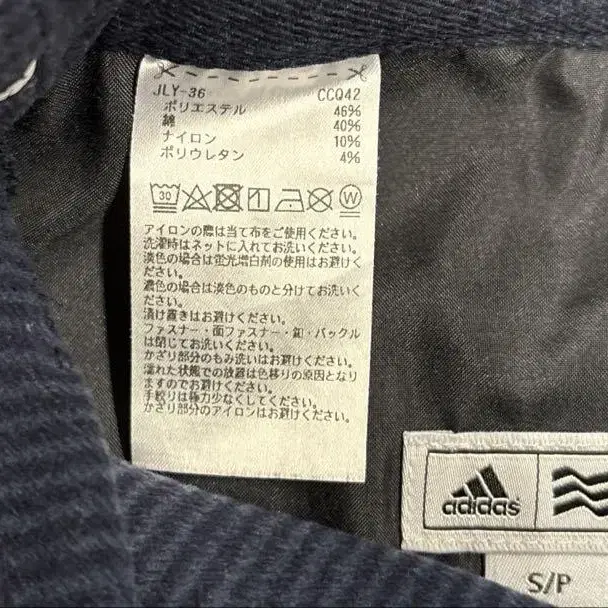 JLY-36 CCQ42
ポリエステル 46%
綿 40%
ナイロン 10%
ポリウレタン 4%
30 W
アイロンの際は当て布をご使用ください。
洗濯時はネットに入れてお洗いください。
淡色の場合は蛍光増白剤の使用はお避けく
ださい。
濃色の場合は淡色のものと分けてお洗いく
ださい。
漬け置きはお避けください。
ファスナー・面ファスナー・釦・バックル
は閉じてお洗いください。
かざり部分のもみ洗いはお避けください。
濡れた状態での放置は色移りの原因となり
ますのでお避けください。
手絞りは極力少なくしてください。
かざり部分のアイロンはお避けください。
adidas
S/P